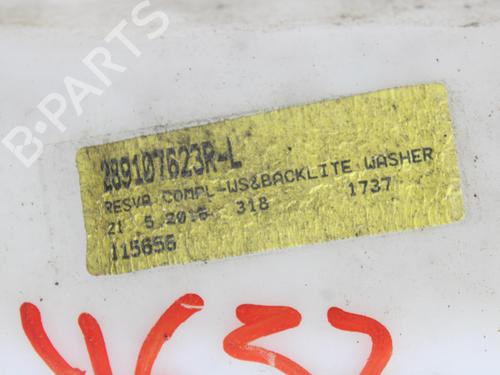 B-PARTS
289107623R-L
RESVR COMPL-WS&BACKLITE WASHER
21 5.2016 318 1737
115656